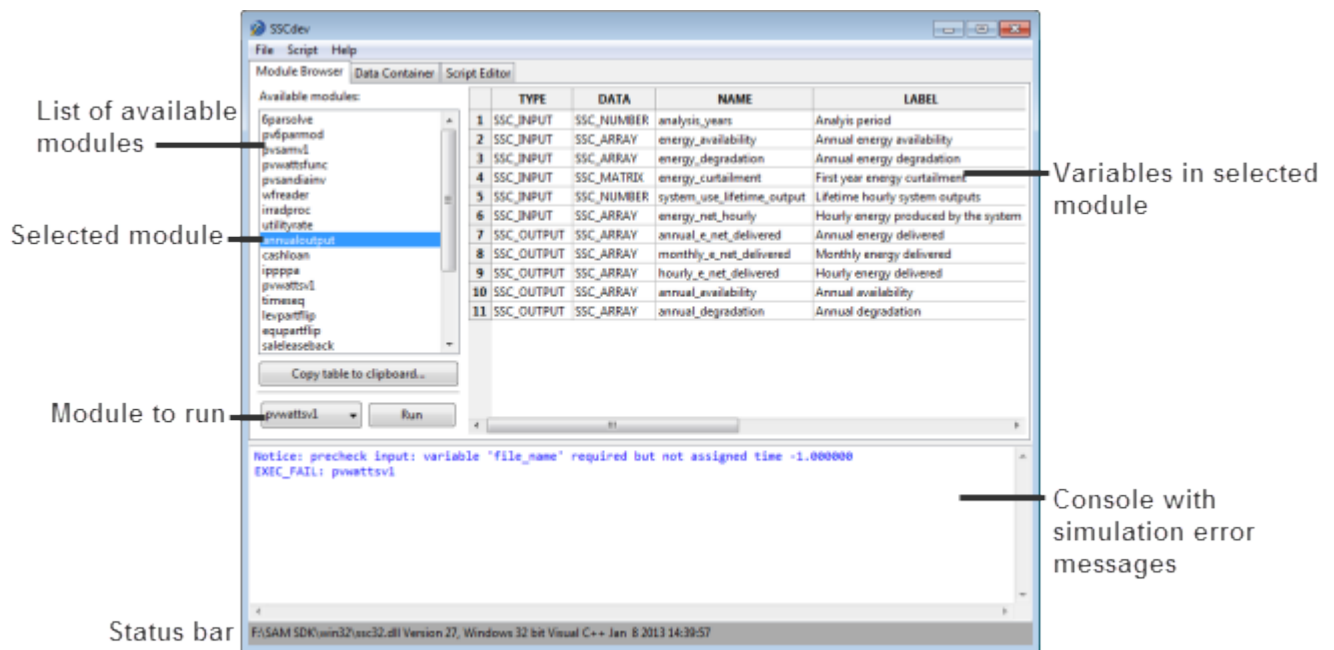 SSCdev
File Script Help
Module Browser Data Container Script Editor
List of available modules
Available modules:
6parsolve
pv6parmod
pvsamv1
pvwattsfunc
pvsandiainv
wfreader
irradproc
utilityrate
annualoutput
cashloan
ippppa
pvwattsv1
timeseq
levpartflip
equpartflip
saleleaseback
Selected module
TYPE DATA NAME LABEL
1 SSC_INPUT SSC_NUMBER analysis_years Analyis period
2 SSC_INPUT SSC_ARRAY energy_availability Annual energy availability
3 SSC_INPUT SSC_ARRAY energy_degradation Annual energy degradation
4 SSC_INPUT SSC_MATRIX energy_curtailment First year energy curtailment
5 SSC_INPUT SSC_NUMBER system_use_lifetime_output Lifetime hourly system outputs
6 SSC_INPUT SSC_ARRAY energy_net_hourly Hourly energy produced by the system
7 SSC_OUTPUT SSC_ARRAY annual_e_net_delivered Annual energy delivered
8 SSC_OUTPUT SSC_ARRAY monthly_e_net_delivered Monthly energy delivered
9 SSC_OUTPUT SSC_ARRAY hourly_e_net_delivered Hourly energy delivered
10 SSC_OUTPUT SSC_ARRAY annual_availability Annual availability
11 SSC_OUTPUT SSC_ARRAY annual_degradation Annual degradation
Variables in selected
module
Copy table to clipboard...
Module to run
pvwattsv1 Run
Notice: precheck input: variable 'file_name' required but not assigned time -1.000000
EXEC_FAIL: pvwattsv1
Console with
simulation error
messages
Status bar
F:\SAM SDK\win32\ssc32.dll Version 27, Windows 32 bit Visual C++ Jan 8 2013 14:39:57